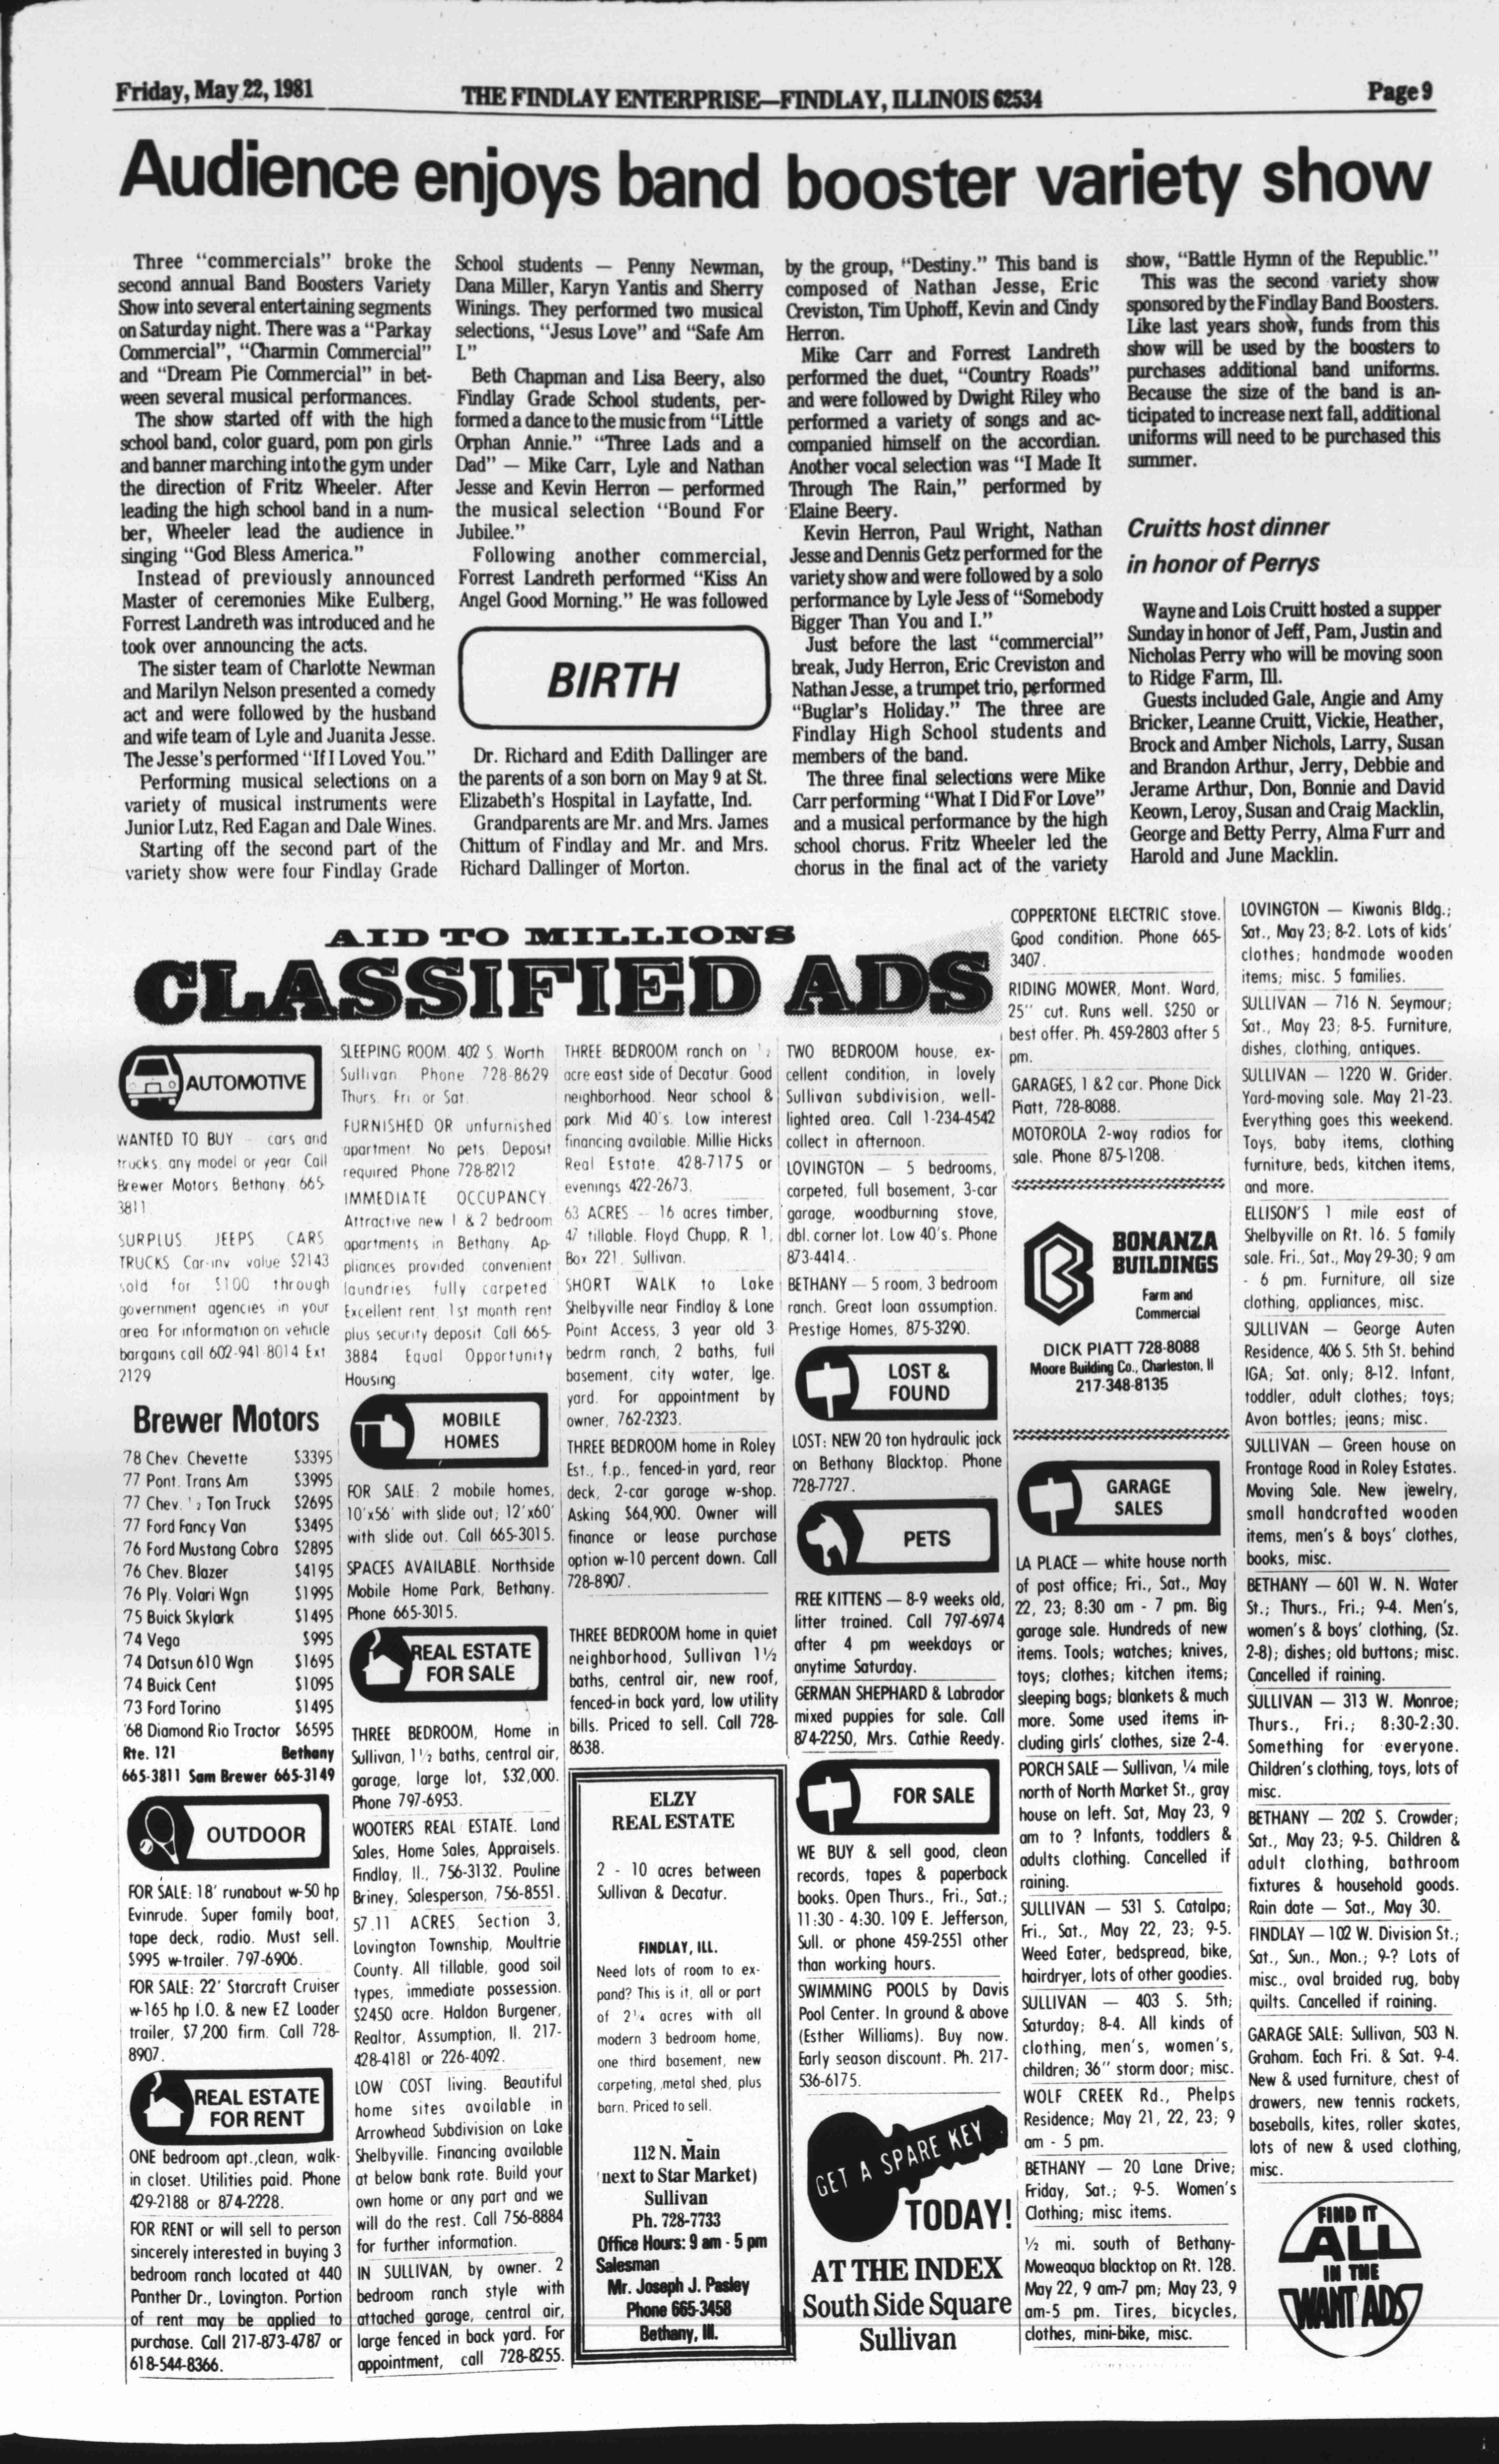 Friday, May 22, 1981
THE FINDLAY ENTERPRISE—FINDLAY, ILLINOIS 62534
Page 9
Audience enjoys band booster variety show
Three "commercials" broke the
second annual Band Boosters Variety
Show into several entertaining segments
on Saturday night. There was a "Parkay
Commercial", "Charmin Commercial"
and "Dream Pie Commercial" in bet-
ween several musical performances.
The show started off with the high
school band, color guard, pom pon girls
and banner marching into the gym under
the direction of Fritz Wheeler. After
leading the high school band in a num-
ber, Wheeler lead the audience in
singing "God Bless America."
Instead of previously announced
Master of ceremonies Mike Eulberg,
Forrest Landreth was introduced and he
took over announcing the acts.
The sister team of Charlotte Newman
and Marilyn Nelson presented a comedy
act and were followed by the husband
and wife team of Lyle and Juanita Jesse.
The Jesse's performed "If I Loved You."
Performing musical selections on a
variety of musical instruments were
Junior Lutz, Red Eagan and Dale Wines.
Starting off the second part of the
variety show were four Findlay Grade
School students — Penny Newman,
Dana Miller, Karyn Yantis and Sherry
Winings. They performed two musical
selections, "Jesus Love" and "Safe Am
I."
Beth Chapman and Lisa Beery, also
Findlay Grade School students, per-
formed a dance to the music from "Little
Orphan Annie." "Three Lads and a
Dad" — Mike Carr, Lyle and Nathan
Jesse and Kevin Herron — performed
the musical selection "Bound For
Jubilee."
Following another commercial,
Forrest Landreth performed "Kiss An
Angel Good Morning." He was followed
BIRTH
Dr. Richard and Edith Dallinger are
the parents of a son born on May 9 at St.
Elizabeth's Hospital in Layfatte, Ind.
Grandparents are Mr. and Mrs. James
Chittum of Findlay and Mr. and Mrs.
Richard Dallinger of Morton.
by the group, "Destiny." This band is
composed of Nathan Jesse, Eric
Creviston, Tim Uphoff, Kevin and Cindy
Herron.
Mike Carr and Forrest Landreth
performed the duet, "Country Roads"
and were followed by Dwight Riley who
performed a variety of songs and ac-
companied himself on the accordian.
Another vocal selection was "I Made It
Through The Rain," performed by
Elaine Beery.
Kevin Herron, Paul Wright, Nathan
Jesse and Dennis Getz performed for the
variety show and were followed by a solo
performance by Lyle Jess of "Somebody
Bigger Than You and I."
Just before the last "commercial"
break, Judy Herron, Eric Creviston and
Nathan Jesse, a trumpet trio, performed
"Buglar's Holiday." The three are
Findlay High School students and
members of the band.
The three final selections were Mike
Carr performing "What I Did For Love"
and a musical performance by the high
school chorus. Fritz Wheeler led the
chorus in the final act of the variety
show, "Battle Hymn of the Republic."
This was the second variety show
sponsored by the Findlay Band Boosters.
Like last years show, funds from this
show will be used by the boosters to
purchases additional band uniforms.
Because the size of the band is an-
ticipated to increase next fall, additional
uniforms will need to be purchased this
summer.
Cruitts host dinner
in honor of Perrys
Wayne and Lois Cruitt hosted a supper
Sunday in honor of Jeff, Pam, Justin and
Nicholas Perry who will be moving soon
to Ridge Farm, Ill.
Guests included Gale, Angie and Amy
Bricker, Leanne Cruitt, Vickie, Heather,
Brock and Amber Nichols, Larry, Susan
and Brandon Arthur, Jerry, Debbie and
Jerame Arthur, Don, Bonnie and David
Keown, Leroy, Susan and Craig Macklin,
George and Betty Perry, Alma Furr and
Harold and June Macklin.
AID TO MILLIONS
CLASSIFIED ADS
AUTOMOTIVE
WANTED TO BUY - cars and
trucks, any model or year. Call
Brewer Motors, Bethany, 665-
3811.
SURPLUS JEEPS CARS
TRUCKS Car-inv value $2143
sold for $100 through
government agencies in your
area. For information on vehicle
bargains call 602-941-8014 Ext
2129
Brewer Motors
78 Chev. Chevette $3395
77 Pont. Trans Am $3995
77 Chev. ½ Ton Truck $2695
77 Ford Fancy Van $3495
76 Ford Mustang Cobra $2895
76 Chev. Blazer $4195
76 Ply. Volari Wgn $1995
75 Buick Skylark $1495
74 Vega $995
74 Datsun 610 Wgn $1695
74 Buick Cent $1095
73 Ford Torino $1495
'68 Diamond Rio Tractor $6595
Rte. 121 Bethany
665-3811 Sam Brewer 665-3149
OUTDOOR
FOR SALE: 18' runabout w-50 hp
Evinrude. Super family boat,
tape deck, radio. Must sell.
$995 w-trailer. 797-6906.
FOR SALE: 22' Starcraft Cruiser
w-165 hp I.O. & new EZ Loader
trailer, $7,200 firm. Call 728-
8907.
REAL ESTATE
FOR RENT
ONE bedroom apt.,clean, walk-
in closet. Utilities paid. Phone
429-2188 or 874-2228.
FOR RENT or will sell to person
sincerely interested in buying 3
bedroom ranch located at 440
Panther Dr., Lovington. Portion
of rent may be applied to
purchase. Call 217-873-4787 or
618-544-8366.
SLEEPING ROOM. 402 S. Worth
Sullivan. Phone 728-8629
Thurs. Fri. or Sat.
FURNISHED OR unfurnished
apartment. No pets. Deposit
required. Phone 728-8212
IMMEDIATE OCCUPANCY.
Attractive new 1 & 2 bedroom
apartments in Bethany. Ap-
pliances provided convenient
laundries fully carpeted.
Excellent rent. 1st month rent
plus security deposit. Call 665-
3884 Equal Opportunity
Housing.
MOBILE
HOMES
FOR SALE: 2 mobile homes,
10'x56' with slide out; 12'x60'
with slide out. Call 665-3015.
SPACES AVAILABLE. Northside
Mobile Home Park, Bethany.
Phone 665-3015.
REAL ESTATE
FOR SALE
THREE BEDROOM, Home in
Sullivan, 1½ baths, central air,
garage, large lot, $32,000.
Phone 797-6953.
WOOTERS REAL ESTATE. Land
Sales, Home Sales, Appraisels.
Findlay, Il., 756-3132. Pauline
Briney, Salesperson, 756-8551.
57.11 ACRES, Section 3,
Lovington Township, Moultrie
County. All tillable, good soil
types, immediate possession.
$2450 acre. Haldon Burgener,
Realtor, Assumption, Il. 217-
428-4181 or 226-4092.
LOW COST living. Beautiful
home sites available in
Arrowhead Subdivision on Lake
Shelbyville. Financing available
at below bank rate. Build your
own home or any part and we
will do the rest. Call 756-8884
for further information.
IN SULLIVAN, by owner. 2
bedroom ranch style with
attached garage, central air,
large fenced in back yard. For
appointment, call 728-8255.
THREE BEDROOM ranch on ½
acre east side of Decatur. Good
neighborhood. Near school &
park. Mid 40's. Low interest
financing available. Millie Hicks
Real Estate, 428-7175 or
evenings 422-2673.
63 ACRES - 16 acres timber,
47 tillable. Floyd Chupp, R. 1,
Box 221, Sullivan.
SHORT WALK to Lake
Shelbyville near Findlay & Lone
Point Access, 3 year old 3
bedrm ranch, 2 baths, full
basement, city water, lge.
yard. For appointment by
owner, 762-2323.
THREE BEDROOM home in Roley
Est., f.p., fenced-in yard, rear
deck, 2-car garage w-shop.
Asking $64,900. Owner will
finance or lease purchase
option w-10 percent down. Call
728-8907.
THREE BEDROOM home in quiet
neighborhood, Sullivan 1½
baths, central air, new roof,
fenced-in back yard, low utility
bills. Priced to sell. Call 728-
8638.
ELZY
REAL ESTATE
2 - 10 acres between
Sullivan & Decatur.
FINDLAY, ILL.
Need lots of room to ex-
pand? This is it, all or part
of 2¼ acres with all
modern 3 bedroom home,
one third basement, new
carpeting, metal shed, plus
barn. Priced to sell.
112 N. Main
'next to Star Market)
Sullivan
Ph. 728-7733
Office Hours: 9 am - 5 pm
Salesman
Mr. Joseph J. Pasley
Phone 665-3458
Bethany, Ill.
TWO BEDROOM house, ex-
cellent condition, in lovely
Sullivan subdivision, well-
lighted area. Call 1-234-4542
collect in afternoon.
LOVINGTON — 5 bedrooms,
carpeted, full basement, 3-car
garage, woodburning stove,
dbl. corner lot. Low 40's. Phone
873-4414.
BETHANY — 5 room, 3 bedroom
ranch. Great loan assumption.
Prestige Homes, 875-3290.
LOST &
FOUND
LOST: NEW 20 ton hydraulic jack
on Bethany Blacktop. Phone
728-7727.
PETS
FREE KITTENS — 8-9 weeks old,
litter trained. Call 797-6974
after 4 pm weekdays or
anytime Saturday.
GERMAN SHEPHARD & Labrador
mixed puppies for sale. Call
874-2250, Mrs. Cathie Reedy.
FOR SALE
WE BUY & sell good, clean
records, tapes & paperback
books. Open Thurs., Fri., Sat.;
11:30 - 4:30. 109 E. Jefferson,
Sull. or phone 459-2551 other
than working hours.
SWIMMING POOLS by Davis
Pool Center. In ground & above
(Esther Williams). Buy now.
Early season discount. Ph. 217-
536-6175.
GET A SPARE KEY
TODAY!
AT THE INDEX
South Side Square
Sullivan
COPPERTONE ELECTRIC stove.
Good condition. Phone 665-
3407.
RIDING MOWER, Mont. Ward,
25" cut. Runs well. $250 or
best offer. Ph. 459-2803 after 5
pm.
GARAGES, 1 & 2 car. Phone Dick
Piatt, 728-8088.
MOTOROLA 2-way radios for
sale. Phone 875-1208.
BONANZA
BUILDINGS
Farm and
Commercial
DICK PIATT 728-8088
Moore Building Co., Charleston, Il
217-348-8135
GARAGE
SALES
LA PLACE — white house north
of post office; Fri., Sat., May
22, 23; 8:30 am - 7 pm. Big
garage sale. Hundreds of new
items. Tools; watches; knives,
toys; clothes; kitchen items;
sleeping bags; blankets & much
more. Some used items in-
cluding girls' clothes, size 2-4.
PORCH SALE — Sullivan, ¼ mile
north of North Market St., gray
house on left. Sat, May 23, 9
am to ? Infants, toddlers &
adults clothing. Cancelled if
raining.
SULLIVAN — 531 S. Catalpa;
Fri., Sat., May 22, 23; 9-5.
Weed Eater, bedspread, bike,
hairdryer, lots of other goodies.
SULLIVAN — 403 S. 5th;
Saturday; 8-4. All kinds of
clothing, men's, women's,
children; 36" storm door; misc.
WOLF CREEK Rd., Phelps
Residence; May 21, 22, 23; 9
am - 5 pm.
BETHANY — 20 Lane Drive;
Friday, Sat.; 9-5. Women's
Clothing; misc items.
½ mi. south of Bethany-
Moweaqua blacktop on Rt. 128.
May 22, 9 am-7 pm; May 23, 9
am-5 pm. Tires, bicycles,
clothes, mini-bike, misc.
LOVINGTON — Kiwanis Bldg.;
Sat., May 23; 8-2. Lots of kids'
clothes; handmade wooden
items; misc. 5 families.
SULLIVAN — 716 N. Seymour;
Sat., May 23; 8-5. Furniture,
dishes, clothing, antiques.
SULLIVAN — 1220 W. Grider.
Yard-moving sale. May 21-23.
Everything goes this weekend.
Toys, baby items, clothing
furniture, beds, kitchen items,
and more.
ELLISON'S 1 mile east of
Shelbyville on Rt. 16. 5 family
sale. Fri., Sat., May 29-30; 9 am
- 6 pm. Furniture, all size
clothing, appliances, misc.
SULLIVAN — George Auten
Residence, 406 S. 5th St. behind
IGA; Sat. only; 8-12. Infant,
toddler, adult clothes; toys;
Avon bottles; jeans; misc.
SULLIVAN — Green house on
Frontage Road in Roley Estates.
Moving Sale. New jewelry,
small handcrafted wooden
items, men's & boys' clothes,
books, misc.
BETHANY — 601 W. N. Water
St.; Thurs., Fri.; 9-4. Men's,
women's & boys' clothing, (Sz.
2-8); dishes; old buttons; misc.
Cancelled if raining.
SULLIVAN — 313 W. Monroe;
Thurs., Fri.; 8:30-2:30.
Something for everyone.
Children's clothing, toys, lots of
misc.
BETHANY — 202 S. Crowder;
Sat., May 23; 9-5. Children &
adult clothing, bathroom
fixtures & household goods.
Rain date — Sat., May 30.
FINDLAY — 102 W. Division St.;
Sat., Sun., Mon.; 9-? Lots of
misc., oval braided rug, baby
quilts. Cancelled if raining.
GARAGE SALE: Sullivan, 503 N.
Graham. Each Fri. & Sat. 9-4.
New & used furniture, chest of
drawers, new tennis rackets,
baseballs, kites, roller skates,
lots of new & used clothing,
misc.
FIND IT
ALL
IN THE
WANT ADS